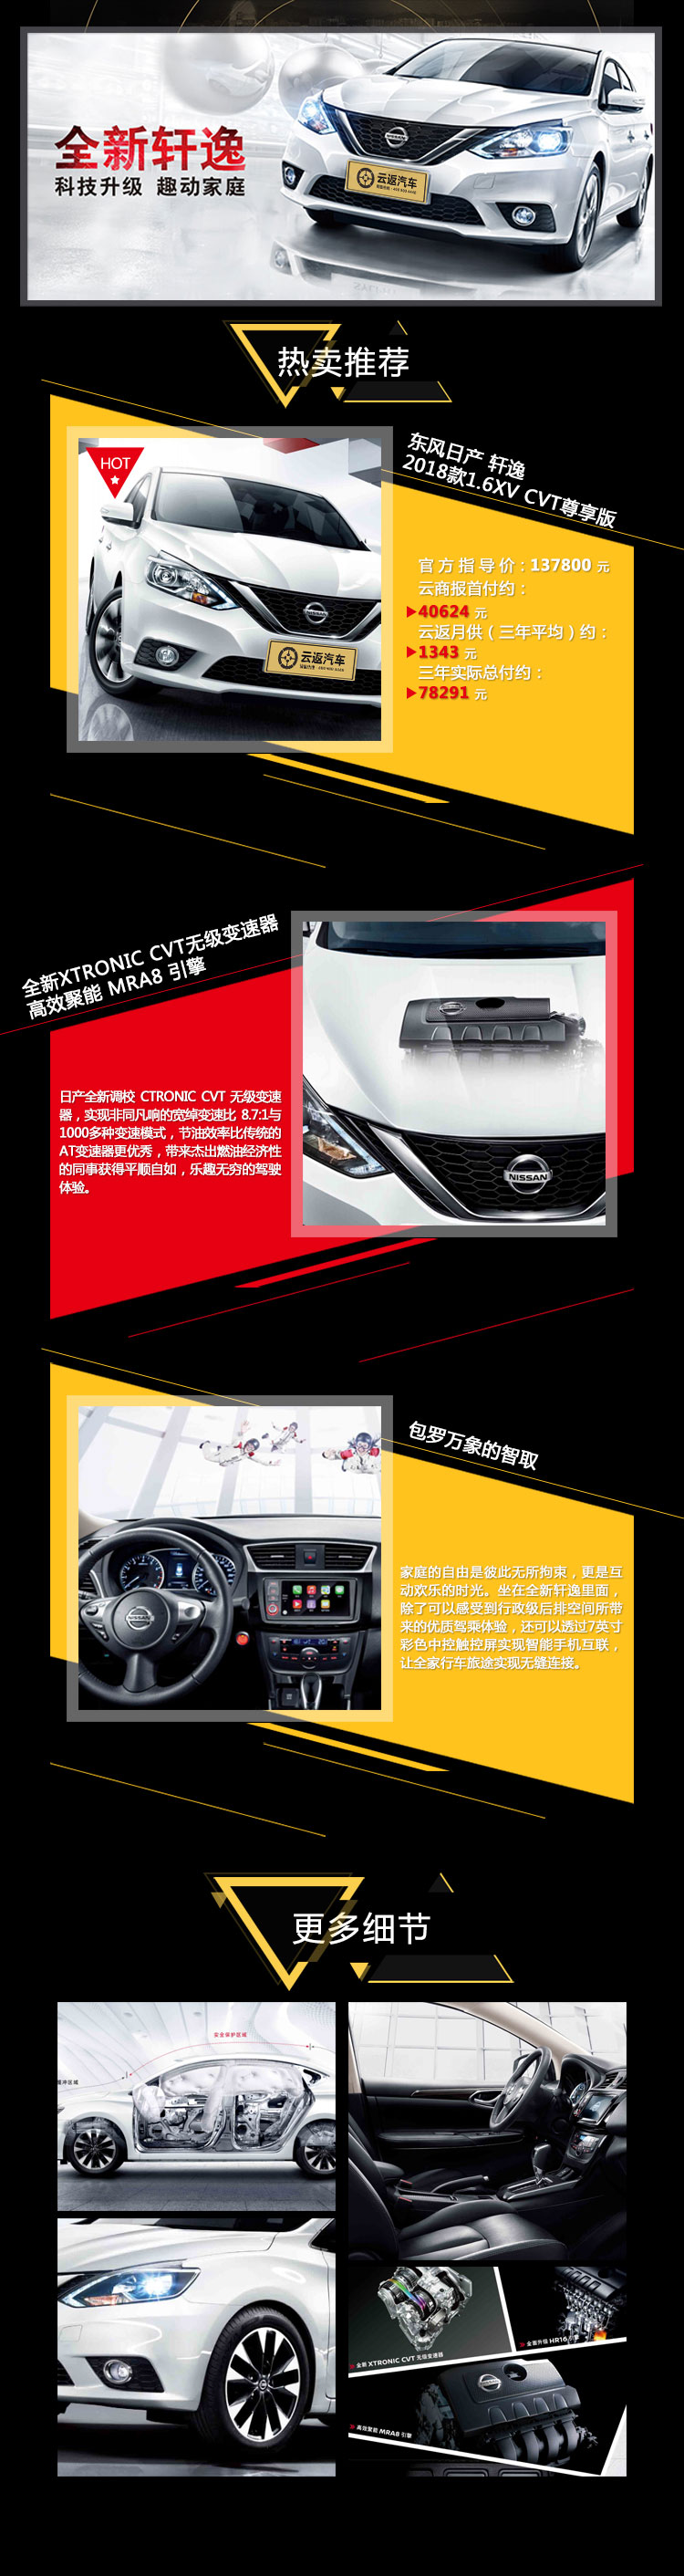 全新轩逸
科技升级 趣动家庭
云返汽车
热卖推荐
HOT
东风日产 轩逸
2018款1.6XV CVT尊享版
官方指导价：137800 元
云商报首付约：
40624 元
云返月供（三年平均）约：
1343 元
三年实际总付约：
78291 元
云返汽车
全新XTRONIC CVT无级变速器
高效聚能 MRA8 引擎
日产全新调校 CTRONIC CVT 无级变速
器，实现非同凡响的宽绰变速比 8.7:1与
1000多种变速模式，节油效率比传统的
AT变速器更优秀，带来杰出燃油经济性
的同事获得平顺自如，乐趣无穷的驾驶
体验。
NISSAN
包罗万象的智取
家庭的自由是彼此无所拘束，更是互
动欢乐的时光。坐在全新轩逸里面，
除了可以感受到行政级后排空间所带
来的优质驾乘体验，还可以透过7英寸
彩色中控触控屏实现智能手机互联，
让全家行车旅途实现无缝连接。
NISSAN
更多细节
安全保护区域
缓冲区域
全新 XTRONIC CVT 无级变速器
全面升级 HR16
高效聚能 MRA8 引擎